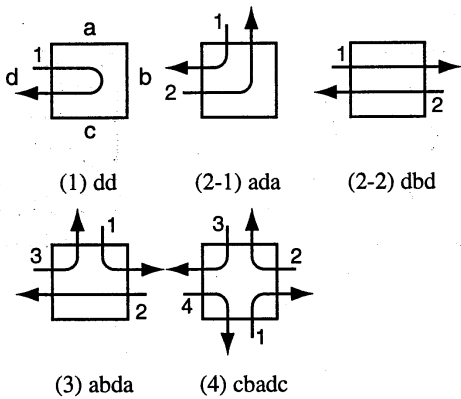 a
1
d
b
c
(1) dd
1
2
(2-1) ada
1
2
(2-2) dbd
1
3
2
(3) abda
3
2
4
1
(4) cbadc